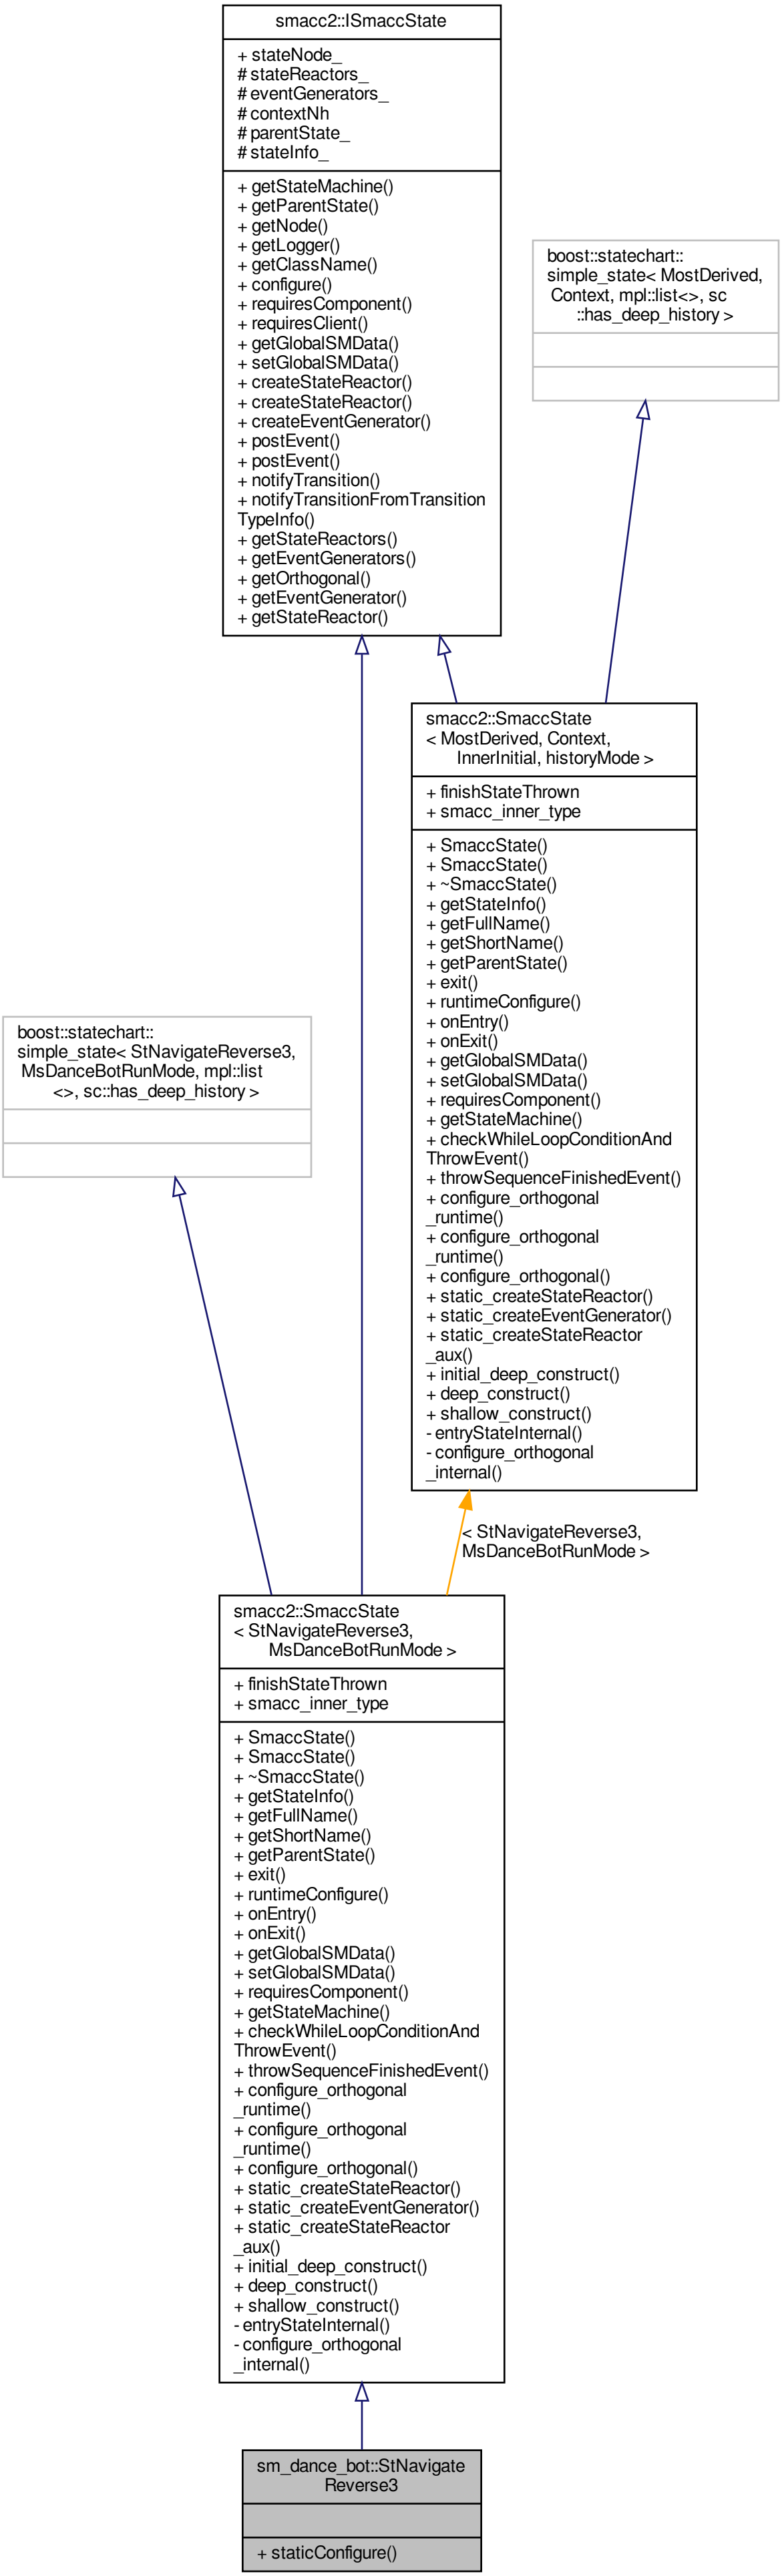 smacc2::ISmaccState
+ stateNode_
# stateReactors_
# eventGenerators_
# contextNh
# parentState_
# stateInfo_
+ getStateMachine()
+ getParentState()
+ getNode()
+ getLogger()
+ getClassName()
+ configure()
+ requiresComponent()
+ requiresClient()
+ getGlobalSMData()
+ setGlobalSMData()
+ createStateReactor()
+ createStateReactor()
+ createEventGenerator()
+ postEvent()
+ postEvent()
+ notifyTransition()
+ notifyTransitionFromTransition
TypeInfo()
+ getStateReactors()
+ getEventGenerators()
+ getOrthogonal()
+ getEventGenerator()
+ getStateReactor()
boost::statechart::
simple_state< MostDerived,
Context, mpl::list<>, sc
::has_deep_history >
smacc2::SmaccState
< MostDerived, Context,
InnerInitial, historyMode >
+ finishStateThrown
+ smacc_inner_type
+ SmaccState()
+ SmaccState()
+ ~SmaccState()
+ getStateInfo()
+ getFullName()
+ getShortName()
+ getParentState()
+ exit()
+ runtimeConfigure()
+ onEntry()
+ onExit()
+ getGlobalSMData()
+ setGlobalSMData()
+ requiresComponent()
+ getStateMachine()
+ checkWhileLoopConditionAnd
ThrowEvent()
+ throwSequenceFinishedEvent()
+ configure_orthogonal
_runtime()
+ configure_orthogonal
_runtime()
+ configure_orthogonal()
+ static_createStateReactor()
+ static_createEventGenerator()
+ static_createStateReactor
_aux()
+ initial_deep_construct()
+ deep_construct()
+ shallow_construct()
- entryStateInternal()
- configure_orthogonal
_internal()
boost::statechart::
simple_state< StNavigateReverse3,
MsDanceBotRunMode, mpl::list
<>, sc::has_deep_history >
< StNavigateReverse3,
MsDanceBotRunMode >
smacc2::SmaccState
< StNavigateReverse3,
MsDanceBotRunMode >
+ finishStateThrown
+ smacc_inner_type
+ SmaccState()
+ SmaccState()
+ ~SmaccState()
+ getStateInfo()
+ getFullName()
+ getShortName()
+ getParentState()
+ exit()
+ runtimeConfigure()
+ onEntry()
+ onExit()
+ getGlobalSMData()
+ setGlobalSMData()
+ requiresComponent()
+ getStateMachine()
+ checkWhileLoopConditionAnd
ThrowEvent()
+ throwSequenceFinishedEvent()
+ configure_orthogonal
_runtime()
+ configure_orthogonal
_runtime()
+ configure_orthogonal()
+ static_createStateReactor()
+ static_createEventGenerator()
+ static_createStateReactor
_aux()
+ initial_deep_construct()
+ deep_construct()
+ shallow_construct()
- entryStateInternal()
- configure_orthogonal
_internal()
sm_dance_bot::StNavigate
Reverse3
+ staticConfigure()